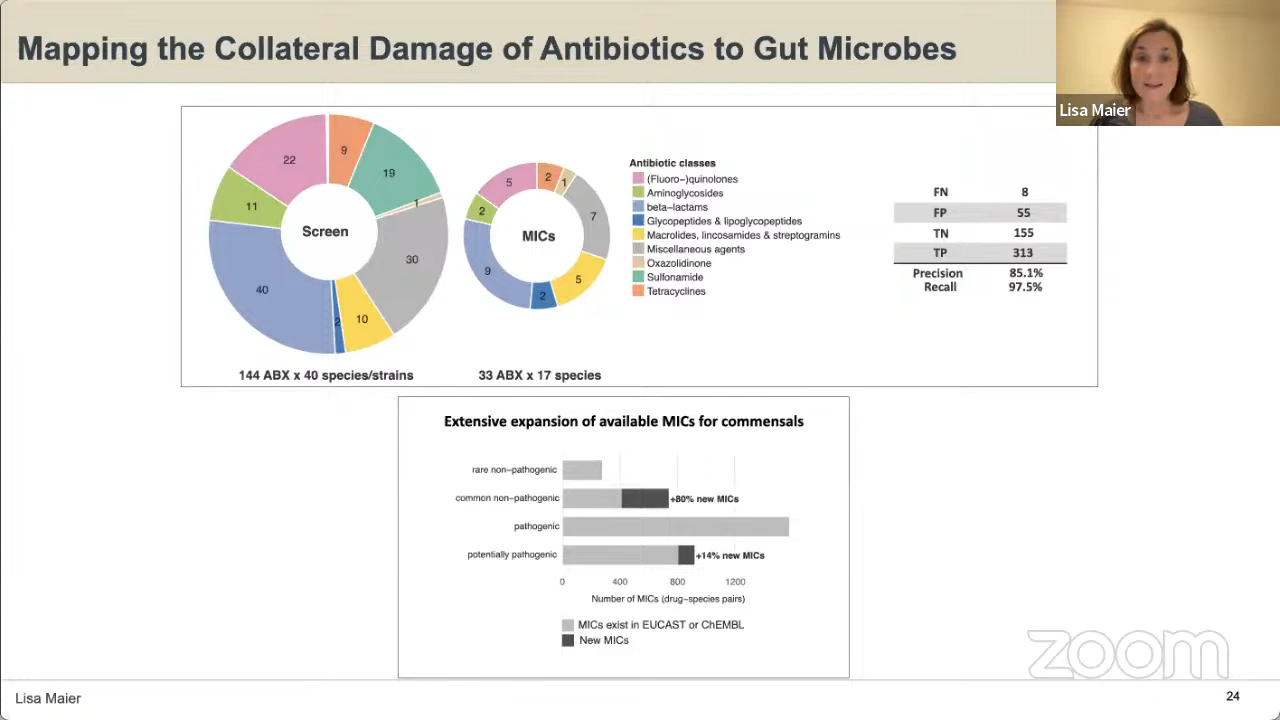 Mapping the Collateral Damage of Antibiotics to Gut Microbes
Lisa Maier
22
9
19
1
30
10
2
40
11
Screen
144 ABX x 40 species/strains
5
2
1
7
5
2
9
2
MICs
33 ABX x 17 species
Antibiotic classes
(Fluoro-)quinolones
Aminoglycosides
beta-lactams
Glycopeptides & lipoglycopeptides
Macrolides, lincosamides & streptogramins
Miscellaneous agents
Oxazolidinone
Sulfonamide
Tetracyclines
FN 8
FP 55
TN 155
TP 313
Precision 85.1%
Recall 97.5%
Extensive expansion of available MICs for commensals
rare non-pathogenic
common non-pathogenic +80% new MICs
pathogenic
potentially pathogenic +14% new MICs
0 400 800 1200
Number of MICs (drug-species pairs)
MICs exist in EUCAST or ChEMBL
New MICs
zoom
Lisa Maier
24